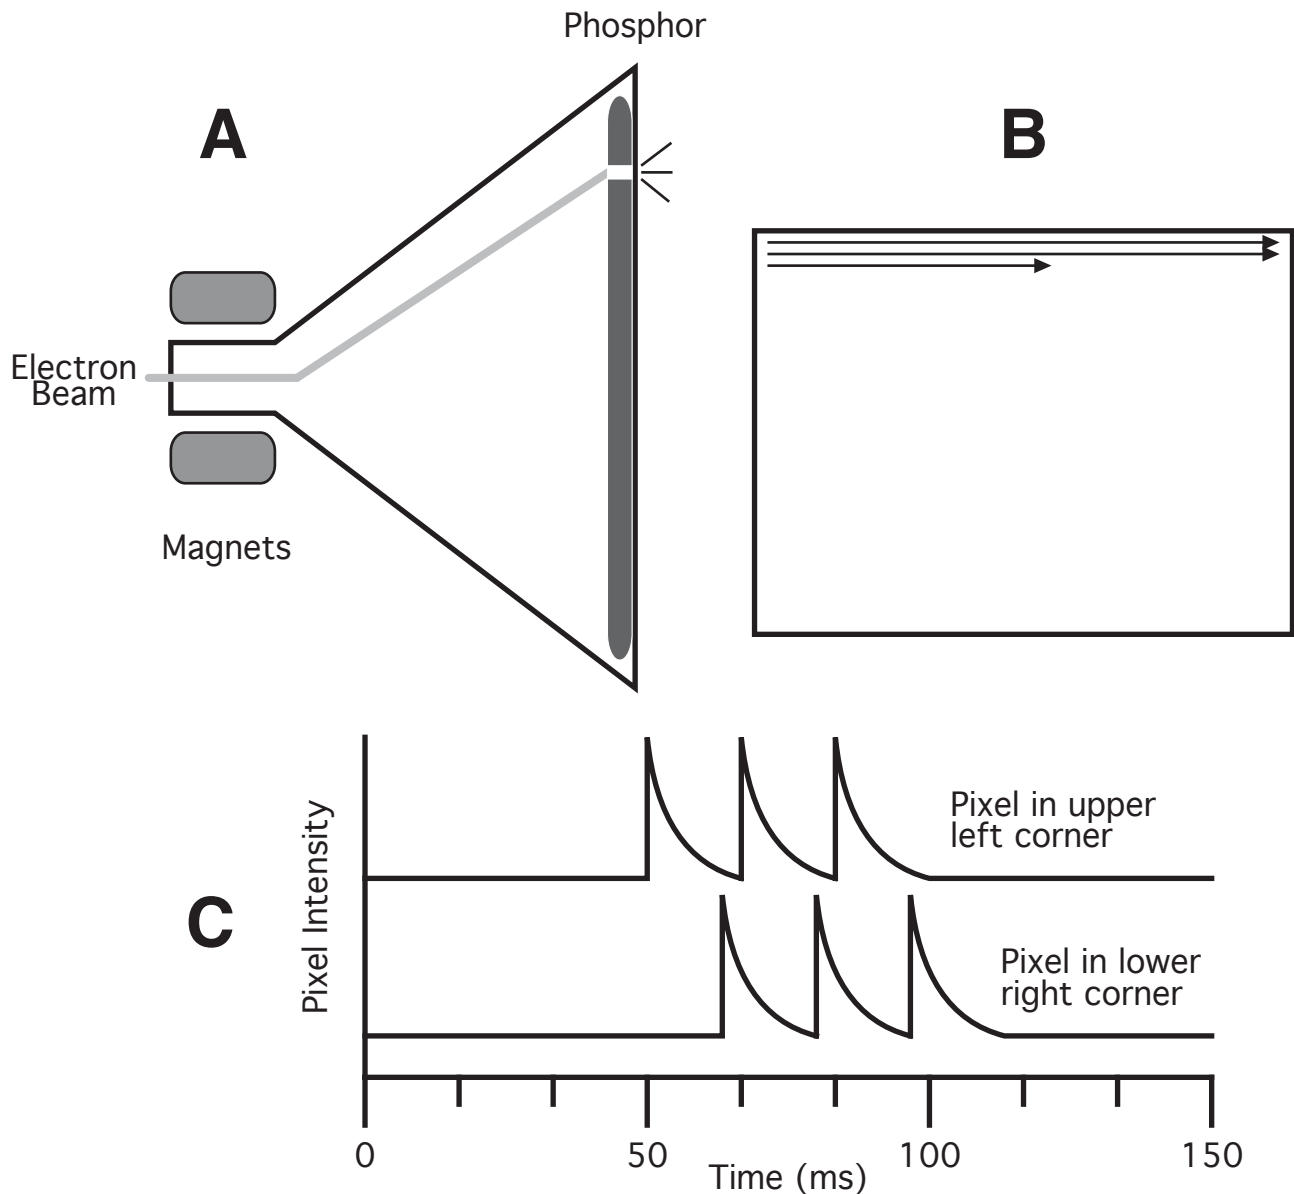 Phosphor
A
B
Electron
Beam
Magnets
C
Pixel Intensity
Pixel in upper
left corner
Pixel in lower
right corner
0
50
100
150
Time (ms)